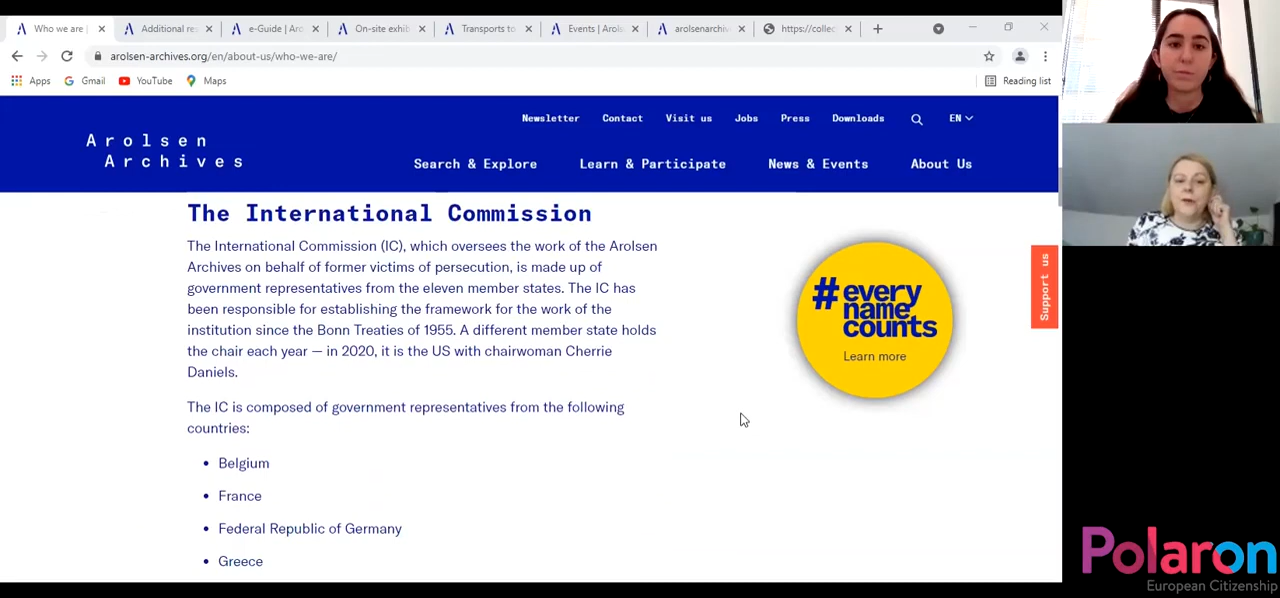 Who we are |
Additional res
e-Guide | Arc
On-site exhib
Transports to
Events | Arols
arolsenarchiv
https://collec
arolsen-archives.org/en/about-us/who-we-are/
Apps Gmail YouTube Maps Reading list
Newsletter Contact Visit us Jobs Press Downloads EN
Arolsen
Archives
Search & Explore Learn & Participate News & Events About Us
The International Commission
The International Commission (IC), which oversees the work of the Arolsen
Archives on behalf of former victims of persecution, is made up of
government representatives from the eleven member states. The IC has
been responsible for establishing the framework for the work of the
institution since the Bonn Treaties of 1955. A different member state holds
the chair each year — in 2020, it is the US with chairwoman Cherrie
Daniels.
The IC is composed of government representatives from the following
countries:
• Belgium
• France
• Federal Republic of Germany
• Greece
#every
name
counts
Learn more
Support us
Polaron
European Citizenship